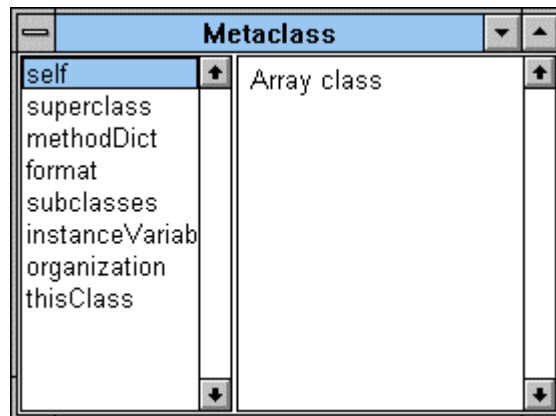 Metaclass
self
superclass
methodDict
format
subclasses
instanceVariab
organization
thisClass
Array class